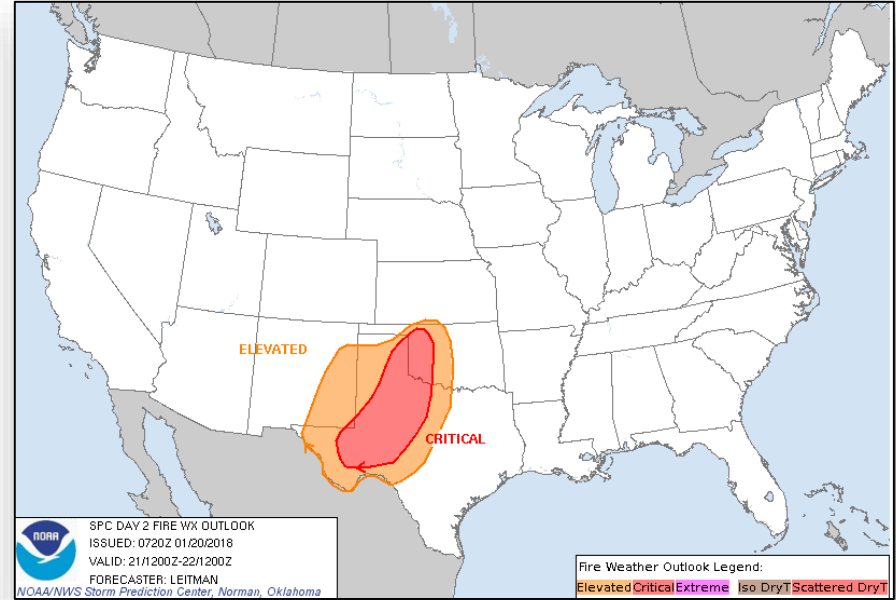 ELEVATED
CRITICAL
NOAA
SPC DAY 2 FIRE WX OUTLOOK
ISSUED: 0720Z 01/20/2018
VALID: 21/1200Z-22/1200Z
FORECASTER: LEITMAN
NOAA/NWS Storm Prediction Center, Norman, Oklahoma
Fire Weather Outlook Legend:
Elevated Critical Extreme Iso DryT Scattered DryT